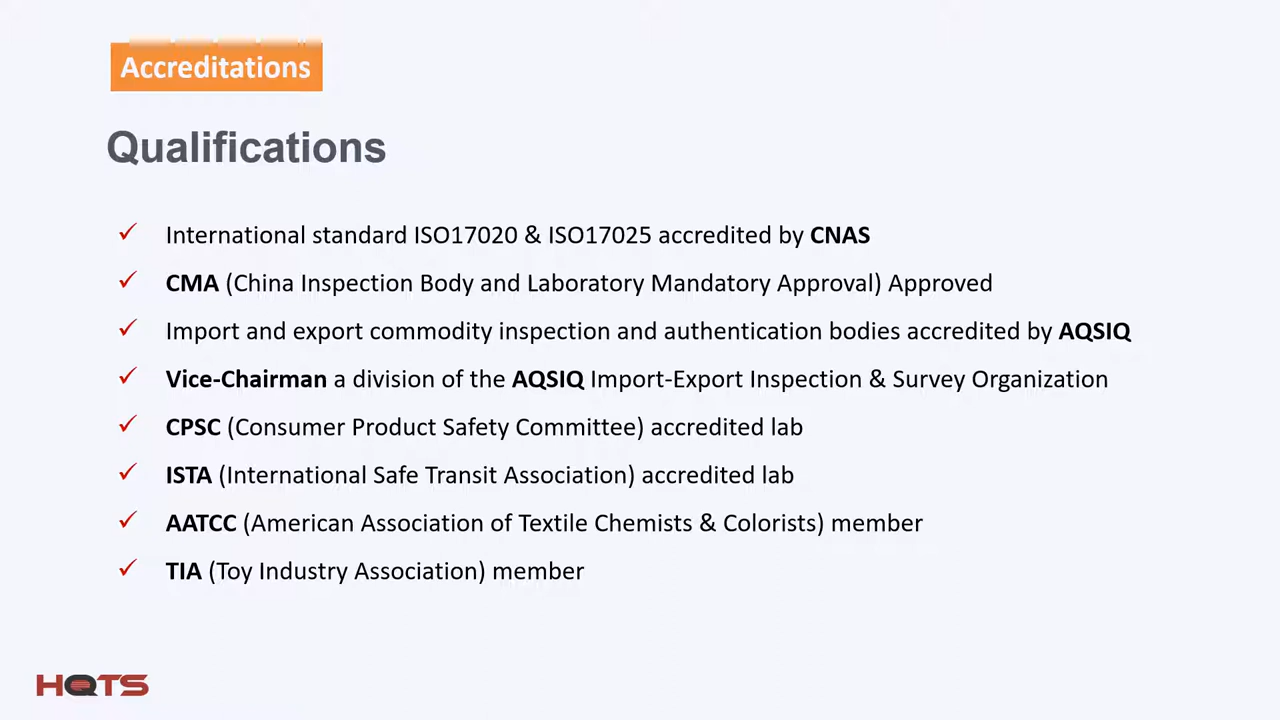 Accreditations
Qualifications
✓ International standard ISO17020 & ISO17025 accredited by CNAS
✓ CMA (China Inspection Body and Laboratory Mandatory Approval) Approved
✓ Import and export commodity inspection and authentication bodies accredited by AQSIQ
✓ Vice-Chairman a division of the AQSIQ Import-Export Inspection & Survey Organization
✓ CPSC (Consumer Product Safety Committee) accredited lab
✓ ISTA (International Safe Transit Association) accredited lab
✓ AATCC (American Association of Textile Chemists & Colorists) member
✓ TIA (Toy Industry Association) member
HQTS